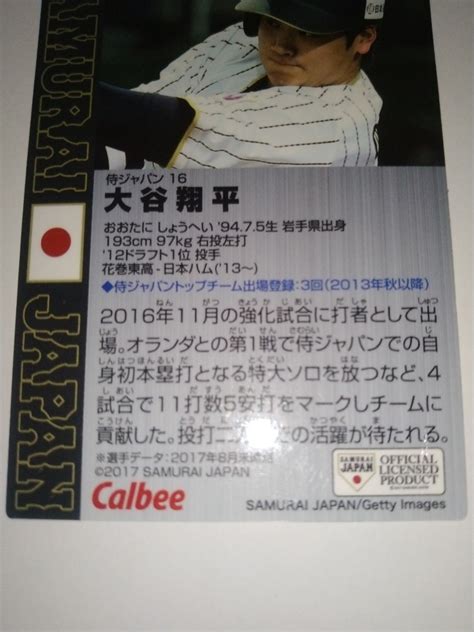 SAMURAI JAPAN
侍ジャパン 16
大谷翔平
おおたに しょうへい '94.7.5生 岩手県出身
193cm 97kg 右投左打
'12ドラフト1位 投手
花巻東高-日本ハム('13~)
◆侍ジャパントップチーム出場登録:3回(2013年秋以降)
2016年11月の強化試合に打者として出
場。オランダとの第1戦で侍ジャパンでの自
身初本塁打となる特大ソロを放つなど、4
試合で11打数5安打をマークしチームに
貢献した。投打二 での活躍が待たれる。
※選手データ:2017年8月末時点
©2017 SAMURAI JAPAN
Calbee
SAMURAI
JAPAN
OFFICIAL
LICENSED
PRODUCT
SAMURAI JAPAN/Getty Images